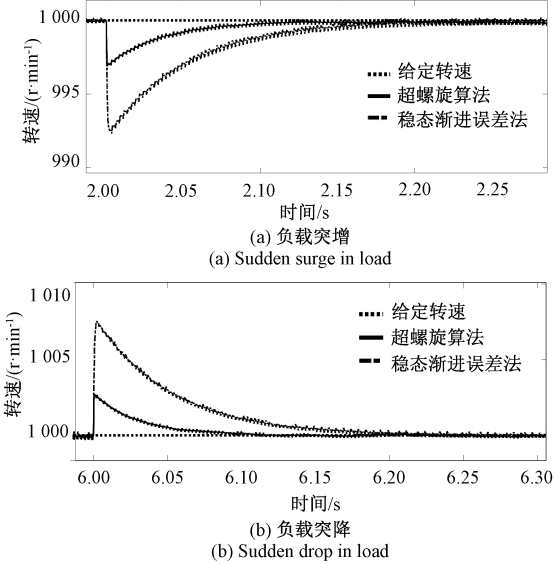 1 000
995
990
转速/(r·min-1)
给定转速
超螺旋算法
稳态渐进误差法
2.00 2.05 2.10 2.15 2.20 2.25
时间/s
(a) 负载突增
(a) Sudden surge in load
1 010
1 005
1 000
转速/(r·min-1)
给定转速
超螺旋算法
稳态渐进误差法
6.00 6.05 6.10 6.15 6.20 6.25 6.30
时间/s
(b) 负载突降
(b) Sudden drop in load